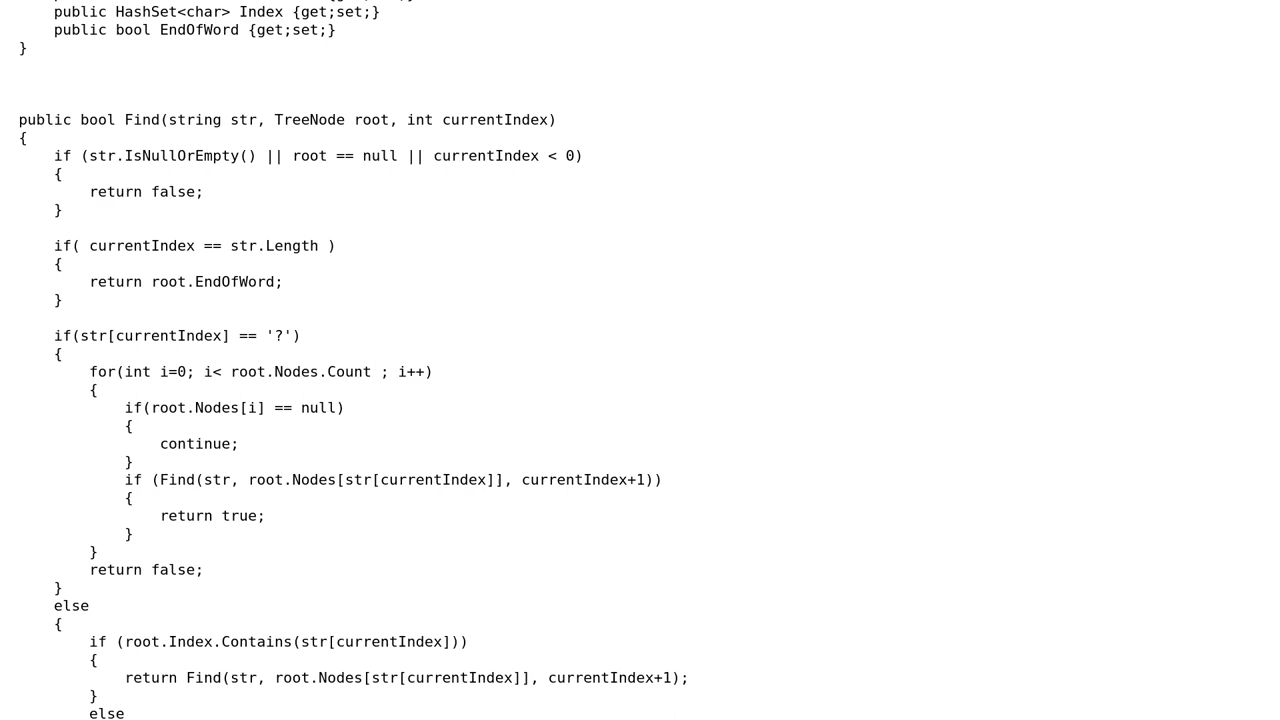 public HashSet<char> Index {get;set;}
public bool EndOfWord {get;set;}
}
public bool Find(string str, TreeNode root, int currentIndex)
{
if (str.IsNullOrEmpty() || root == null || currentIndex < 0)
{
return false;
}
if( currentIndex == str.Length )
{
return root.EndOfWord;
}
if(str[currentIndex] == '?')
{
for(int i=0; i< root.Nodes.Count ; i++)
{
if(root.Nodes[i] == null)
{
continue;
}
if (Find(str, root.Nodes[str[currentIndex]], currentIndex+1))
{
return true;
}
}
return false;
}
else
{
if (root.Index.Contains(str[currentIndex]))
{
return Find(str, root.Nodes[str[currentIndex]], currentIndex+1);
}
else